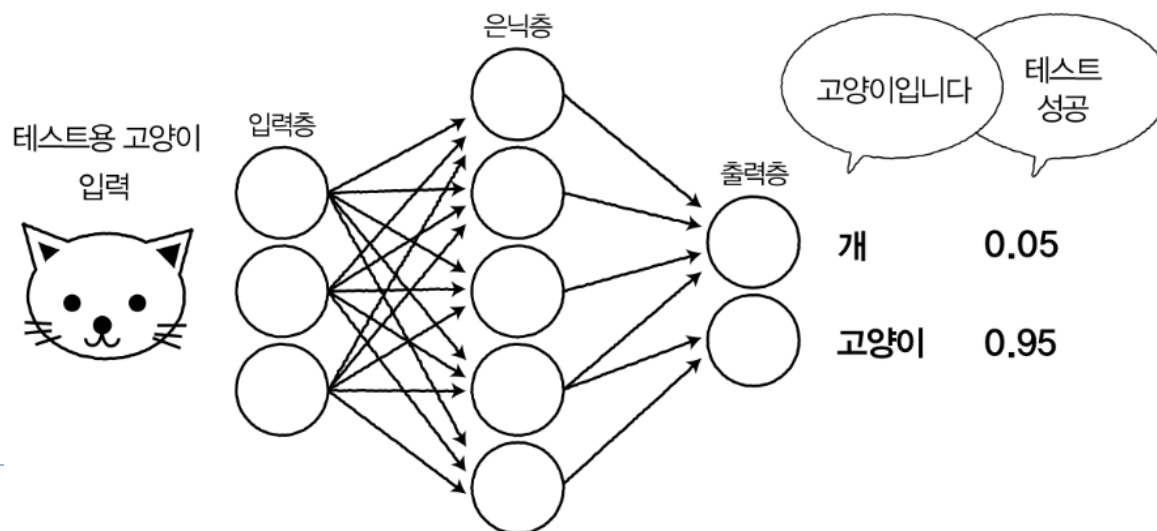 테스트용 고양이
입력
입력층
은닉층
출력층
고양이입니다
테스트
성공
개 0.05
고양이 0.95